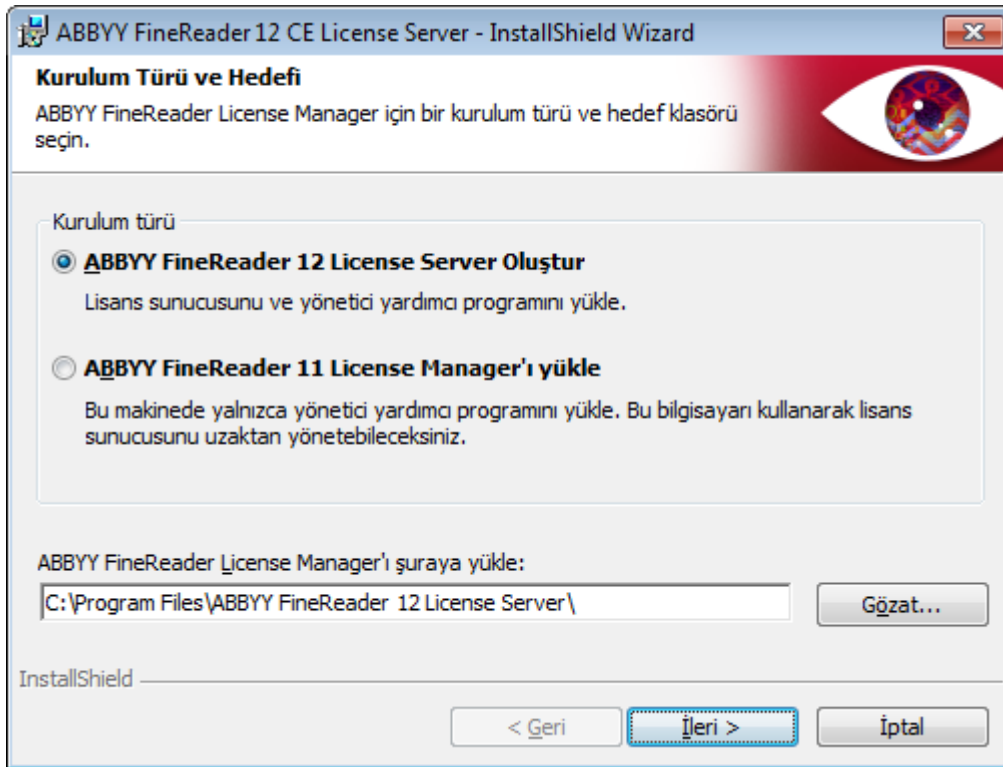 ABBYY FineReader 12 CE License Server - InstallShield Wizard
Kurulum Türü ve Hedefi
ABBYY FineReader License Manager için bir kurulum türü ve hedef klasörü
seçin.
Kurulum türü
ABBYY FineReader 12 License Server Oluştur
Lisans sunucusunu ve yönetici yardımcı programını yükle.
ABBYY FineReader 11 License Manager'ı yükle
Bu makinede yalnızca yönetici yardımcı programını yükle. Bu bilgisayarı kullanarak lisans
sunucusunu uzaktan yönetebileceksiniz.
ABBYY FineReader License Manager'ı şuraya yükle:
C:\Program Files\ABBYY FineReader 12 License Server\
Gözat...
InstallShield
< Geri
İleri >
İptal